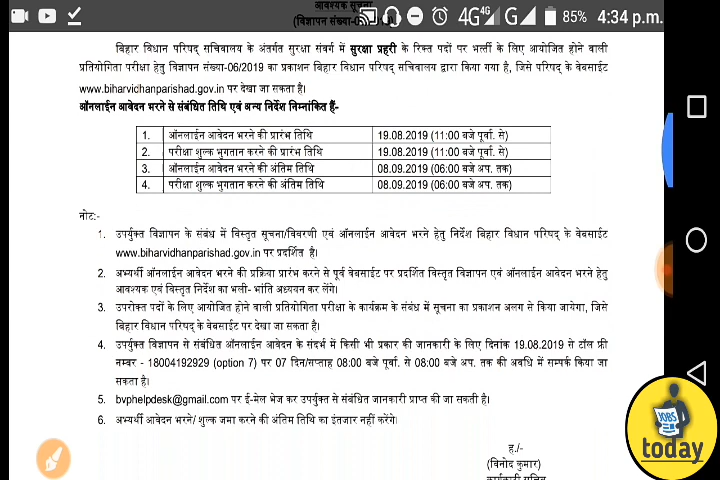 आवश्यक सूचना
4G 4G G 85% 4:34 p.m.
बिहार विधान परिषद् सचिवालय के अंतर्गत सुरक्षा संवर्ग में सुरक्षा प्रहरी के रिक्त पदों पर भर्त्ती के लिए आयोजित होने वाली
प्रतियोगिता परीक्षा हेतु विज्ञापन संख्या-06/2019 का प्रकाशन बिहार विधान परिषद् सचिवालय द्वारा किया गया है, जिसे परिषद् के वेबसाईट
www.biharvidhanparishad.gov.in पर देखा जा सकता है।
ऑनलाईन आवेदन भरने से संबंधित तिथि एवं अन्य निर्देश निम्नांकित हैं-
1. ऑनलाईन आवेदन भरने की प्रारंभ तिथि 19.08.2019 (11:00 बजे पूर्वा. से)
2. परीक्षा शुल्क भुगतान करने की प्रारंभ तिथि 19.08.2019 (11:00 बजे पूर्वा. से)
3. ऑनलाईन आवेदन भरने की अंतिम तिथि 08.09.2019 (06:00 बजे अप. तक)
4. परीक्षा शुल्क भुगतान करने की अंतिम तिथि 08.09.2019 (06:00 बजे अप. तक)
नोट:-
1. उपर्युक्त विज्ञापन के संबंध में विस्तृत सूचना/विवरणी एवं ऑनलाईन आवेदन भरने हेतु निर्देश बिहार विधान परिषद् के वेबसाईट
www.biharvidhanparishad.gov.in पर प्रदर्शित है।
2. अभ्यर्थी ऑनलाईन आवेदन भरने की प्रक्रिया प्रारंभ करने से पूर्व वेबसाईट पर प्रदर्शित विस्तृत विज्ञापन एवं ऑनलाईन आवेदन भरने हेतु
आवश्यक एवं विस्तृत निर्देश का भली- भांति अध्ययन कर लेंगे।
3. उपरोक्त पदों के लिए आयोजित होने वाली प्रतियोगिता परीक्षा के कार्यक्रम के संबंध में सूचना का प्रकाशन अलग से किया जायेगा, जिसे
बिहार विधान परिषद् के वेबसाईट पर देखा जा सकता है।
4. उपर्युक्त विज्ञापन से संबंधित ऑनलाईन आवेदन के संदर्भ में किसी भी प्रकार की जानकारी के लिए दिनांक 19.08.2019 से टॉल फ्री
नम्बर - 18004192929 (option 7) पर 07 दिन/सप्ताह 08:00 बजे पूर्वा. से 08:00 बजे अप. तक की अवधि में सम्पर्क किया जा
सकता है।
5. bvphelpdesk@gmail.com पर ई-मेल भेज कर उपर्युक्त से संबंधित जानकारी प्राप्त की जा सकती है।
6. अभ्यर्थी आवेदन भरने/ शुल्क जमा करने की अंतिम तिथि का इंतजार नहीं करेंगे।
ह./-
(विनोद कुमार)
कार्यकारी सचिव
JOBS
today